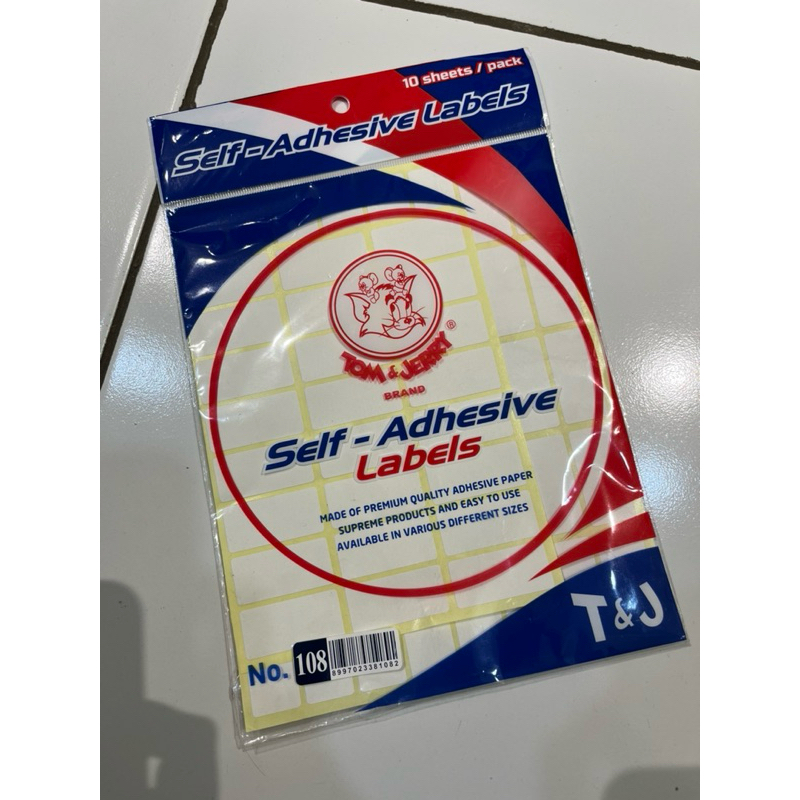 10 sheets / pack
Self - Adhesive Labels
TOM & JERRY ®
BRAND
Self - Adhesive
Labels
MADE OF PREMIUM QUALITY ADHESIVE PAPER
SUPREME PRODUCTS AND EASY TO USE
AVAILABLE IN VARIOUS DIFFERENT SIZES
T&J
No. 108
8997023381082